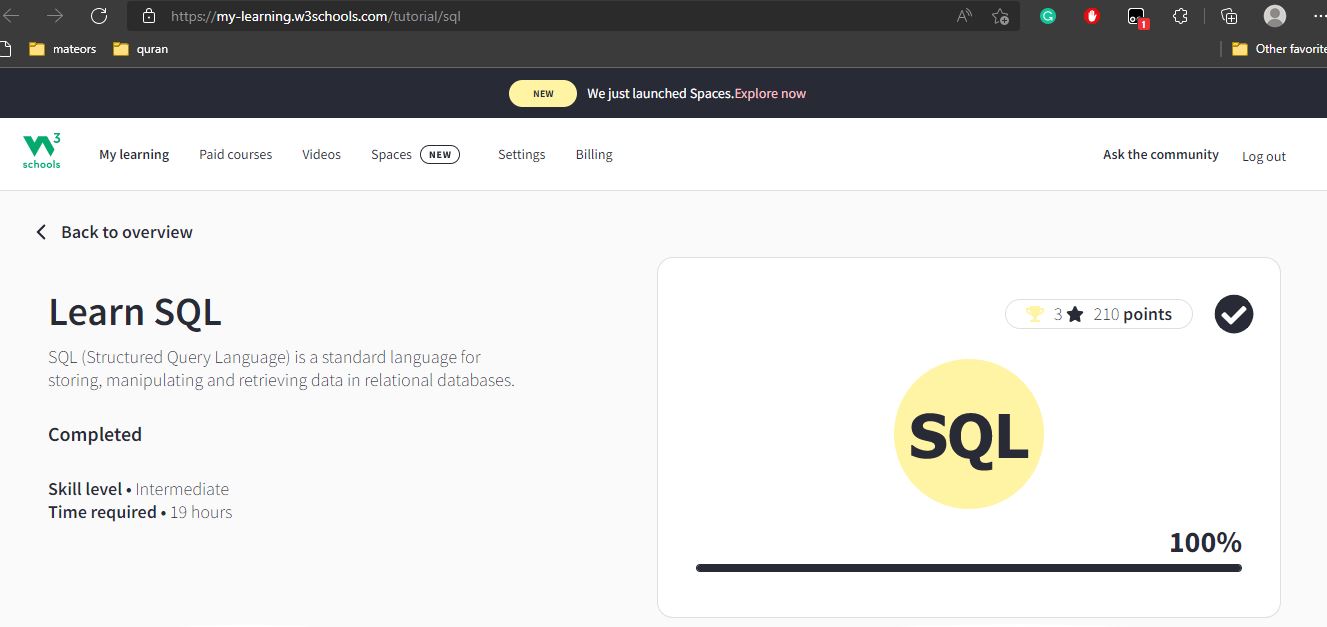 https://my-learning.w3schools.com/tutorial/sql
1
mateors quran Other favorite
NEW We just launched Spaces.Explore now
W3 schools My learning Paid courses Videos Spaces NEW Settings Billing Ask the community Log out
Back to overview
Learn SQL
SQL (Structured Query Language) is a standard language for
storing, manipulating and retrieving data in relational databases.
Completed
Skill level • Intermediate
Time required • 19 hours
3 210 points
SQL
100%